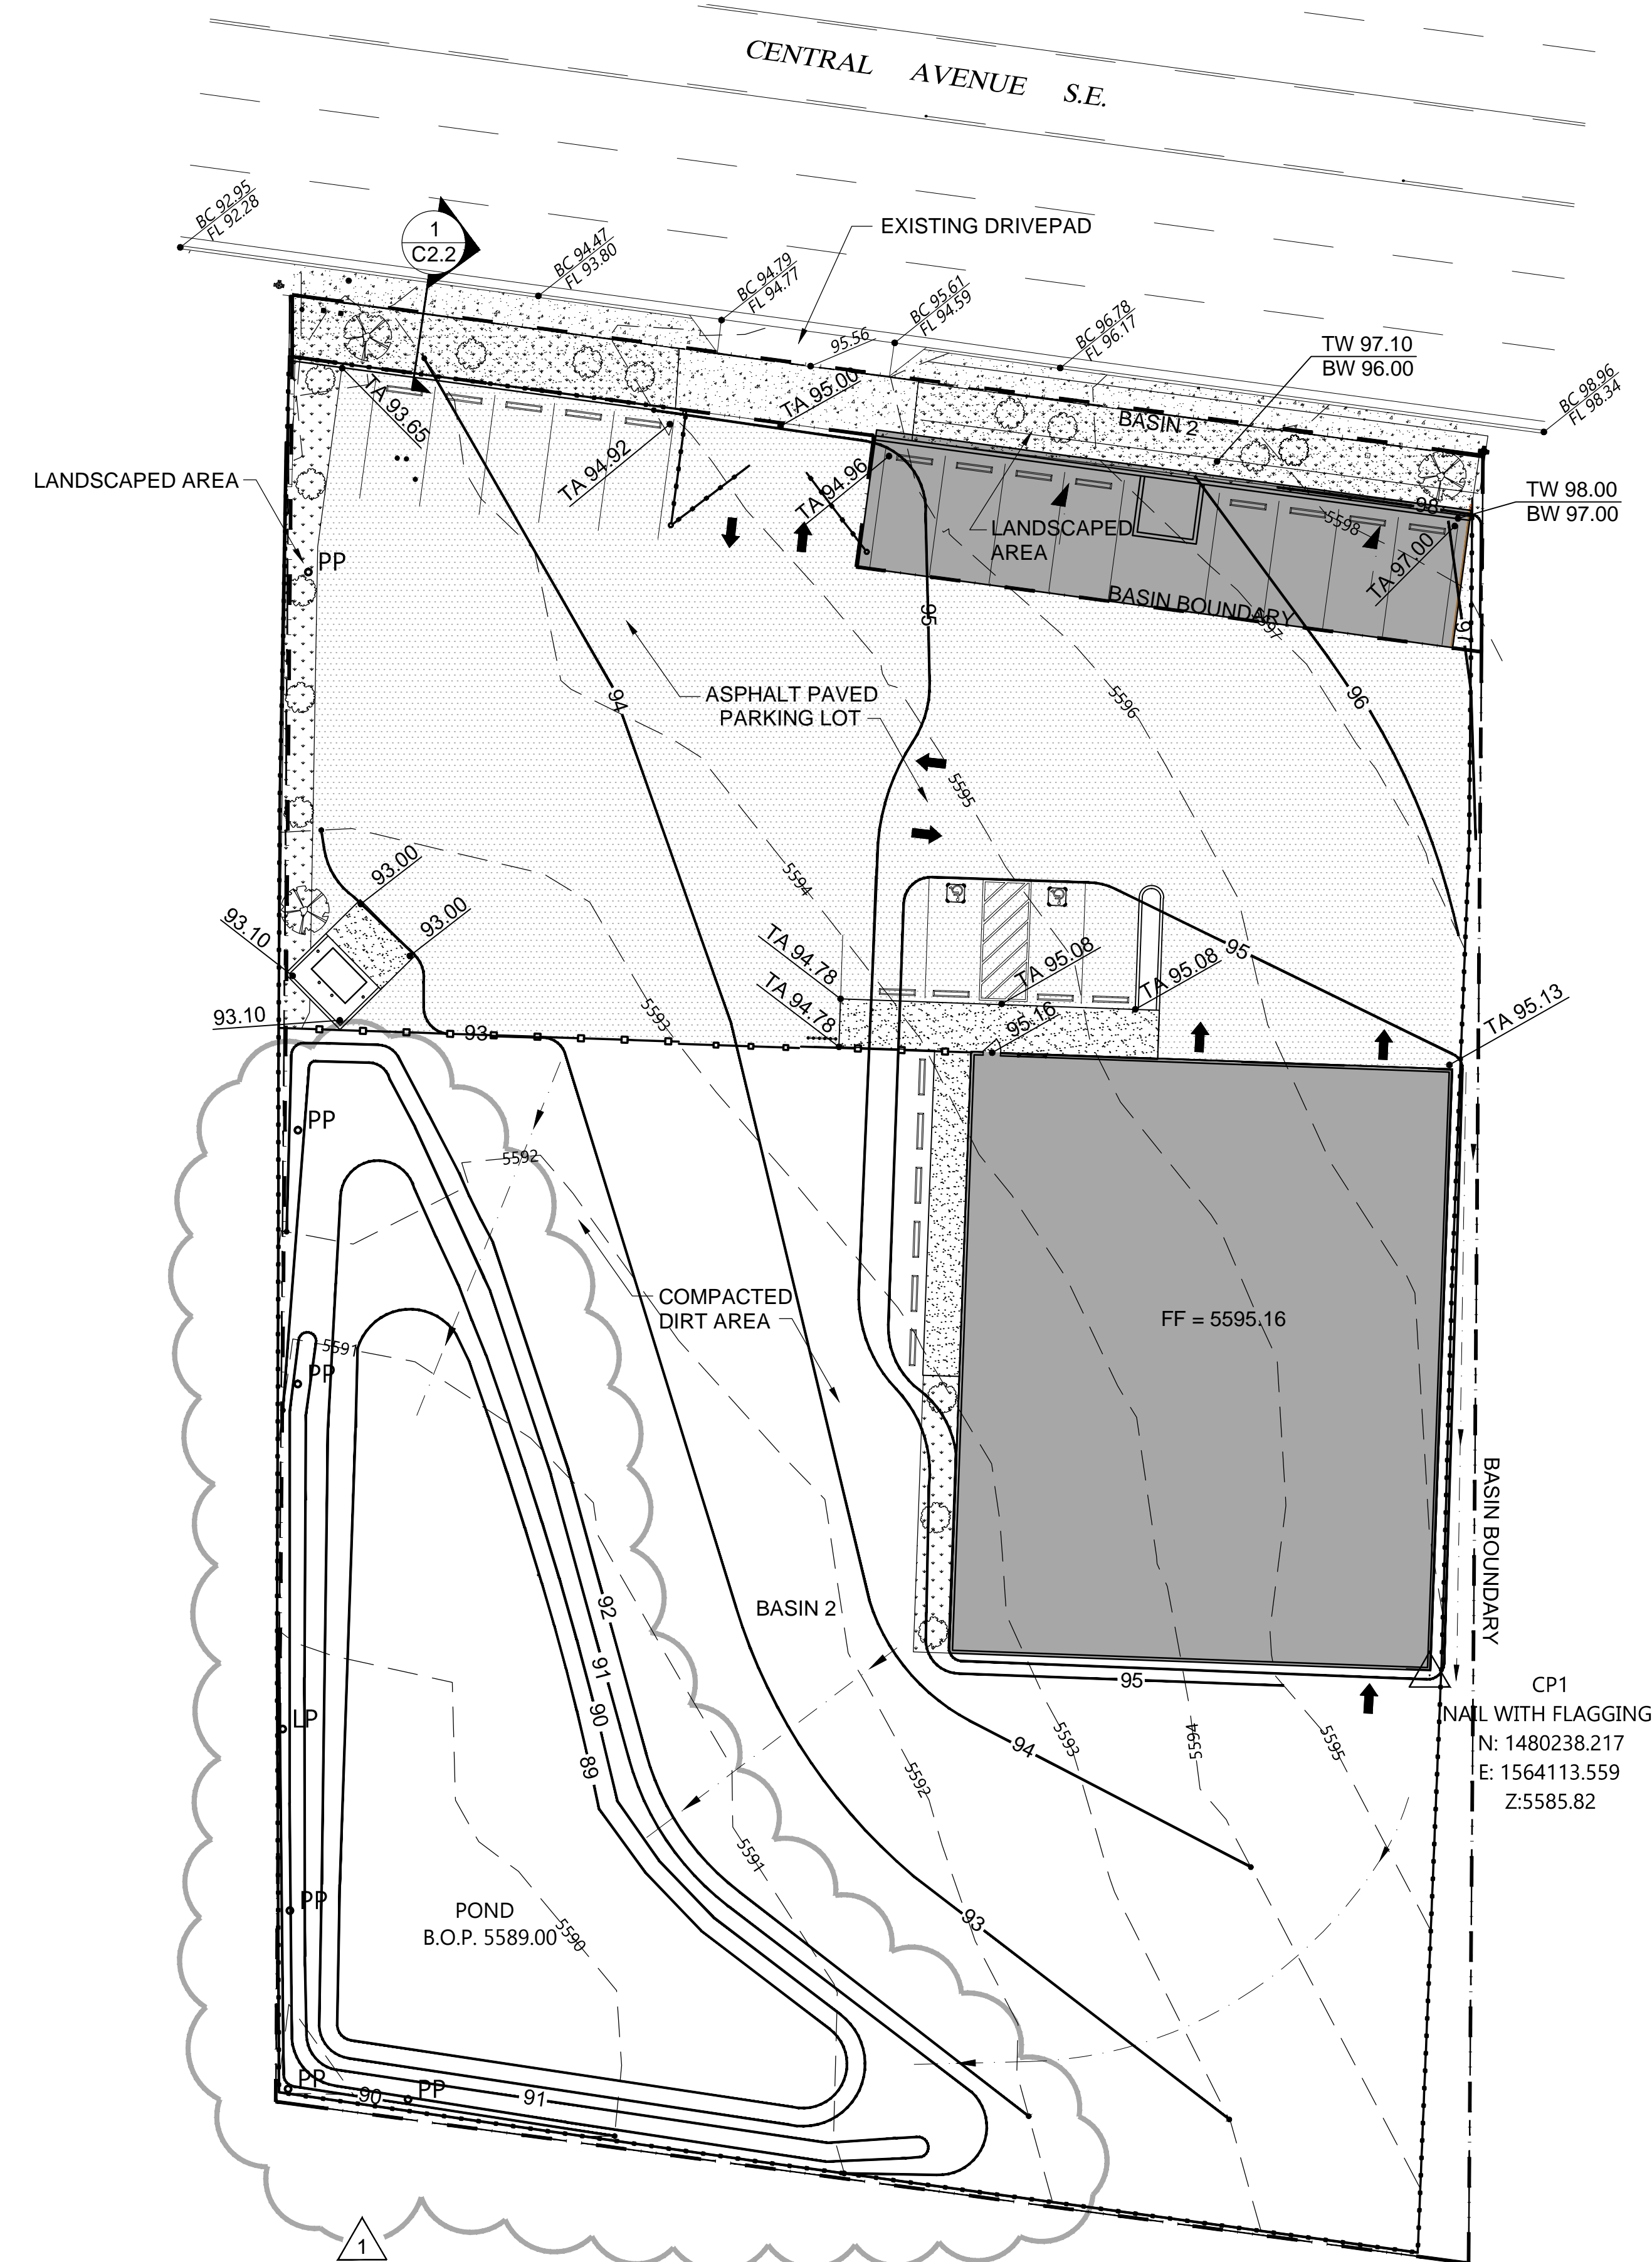 CENTRAL AVENUE S.E.
BC 92.95
FL 92.28
1
C2.2
BC 94.47
FL 93.80
BC 94.79
FL 94.77
EXISTING DRIVEPAD
BC 95.61
FL 94.59
95.56
BC 96.78
FL 96.17
TW 97.10
BW 96.00
BC 98.96
FL 98.34
TA 93.65
TA 95.00
BASIN 2
LANDSCAPED AREA
TA 94.92
TA 94.96
TW 98.00
BW 97.00
98
5598
LANDSCAPED
AREA
TA 97.00
PP
BASIN BOUNDARY
95
5597
97
94
ASPHALT PAVED
PARKING LOT
5596
96
5595
5594
93.00
93.00
93.10
93.10
TA 94.78
TA 94.78
TA 95.08
TA 95.08
95
95.16
TA 95.13
5593
93
PP
5592
COMPACTED
DIRT AREA
FF = 5595.16
5591
PP
BASIN BOUNDARY
92
91
90
89
BASIN 2
95
CP1
NAIL WITH FLAGGING
N: 1480238.217
E: 1564113.559
Z:5585.82
LP
94
5593
5594
5595
5592
5591
PP
POND
B.O.P. 5589.00
5590
93
PP
90
PP
91
1